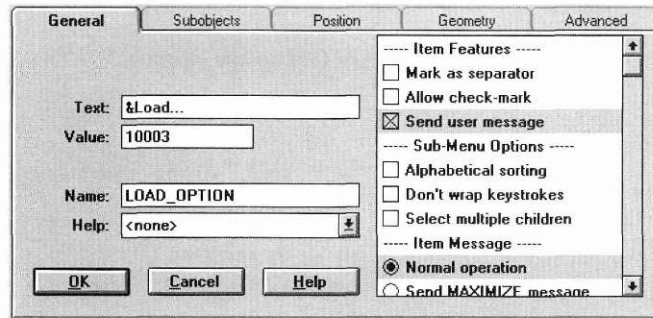 General Subobjects Position Geometry Advanced
Text: &Load...
Value: 10003
Name: LOAD_OPTION
Help: <none>
OK Cancel Help
----- Item Features -----
Mark as separator
Allow check-mark
Send user message
----- Sub-Menu Options -----
Alphabetical sorting
Don't wrap keystrokes
Select multiple children
----- Item Message -----
Normal operation
Send MAXIMIZE message